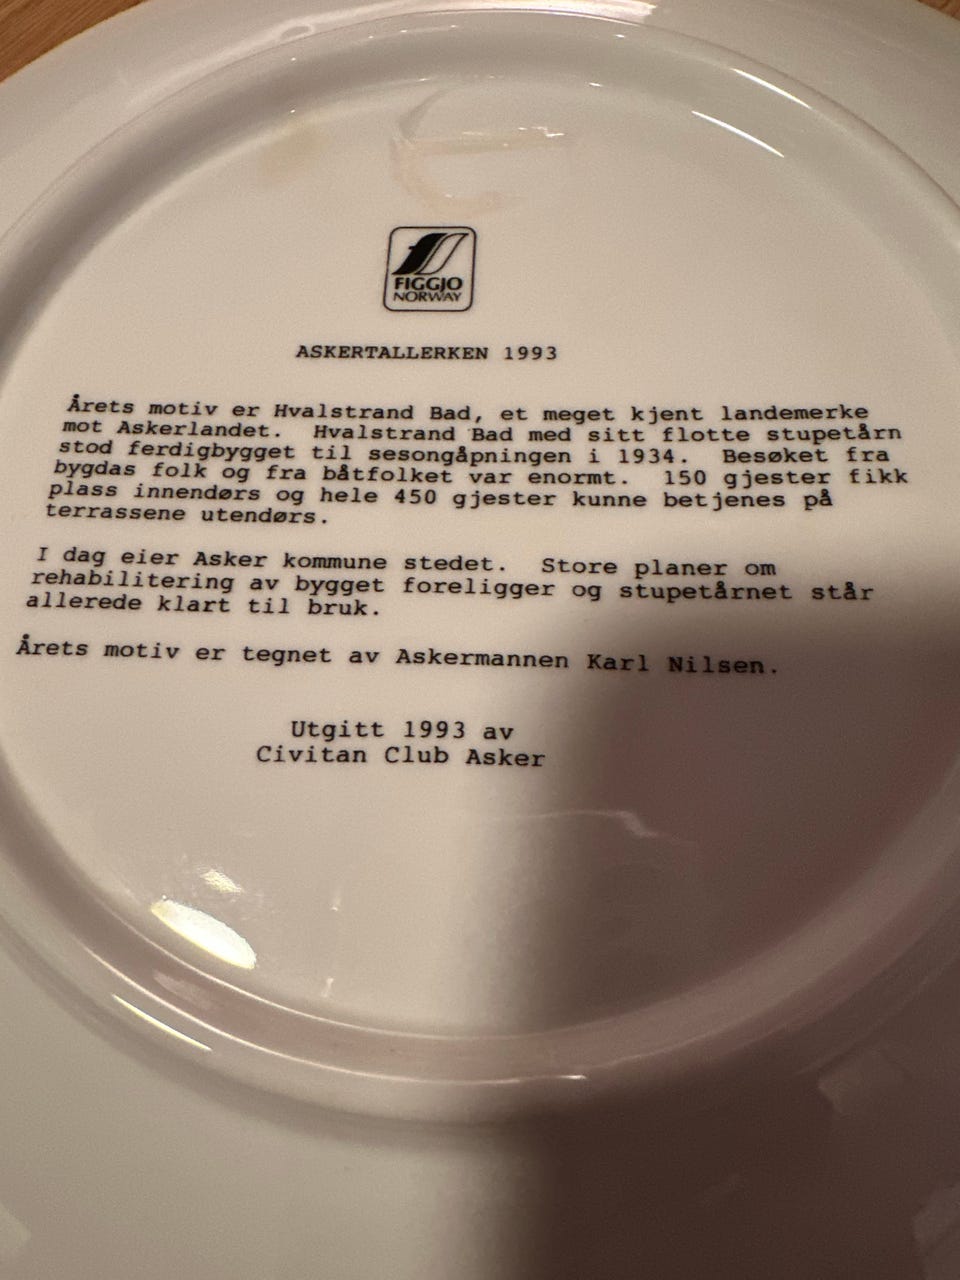 FIGGJO
NORWAY
ASKERTALLERKEN 1993
Årets motiv er Hvalstrand Bad, et meget kjent landemerke
mot Askerlandet. Hvalstrand Bad med sitt flotte stupetårn
stod ferdigbygget til sesongåpningen i 1934. Besøket fra
bygdas folk og fra båtfolket var enormt. 150 gjester fikk
plass innendørs og hele 450 gjester kunne betjenes på
terrassene utendørs.
I dag eier Asker kommune stedet. Store planer om
rehabilitering av bygget foreligger og stupetårnet står
allerede klart til bruk.
Årets motiv er tegnet av Askermannen Karl Nilsen.
Utgitt 1993 av
Civitan Club Asker